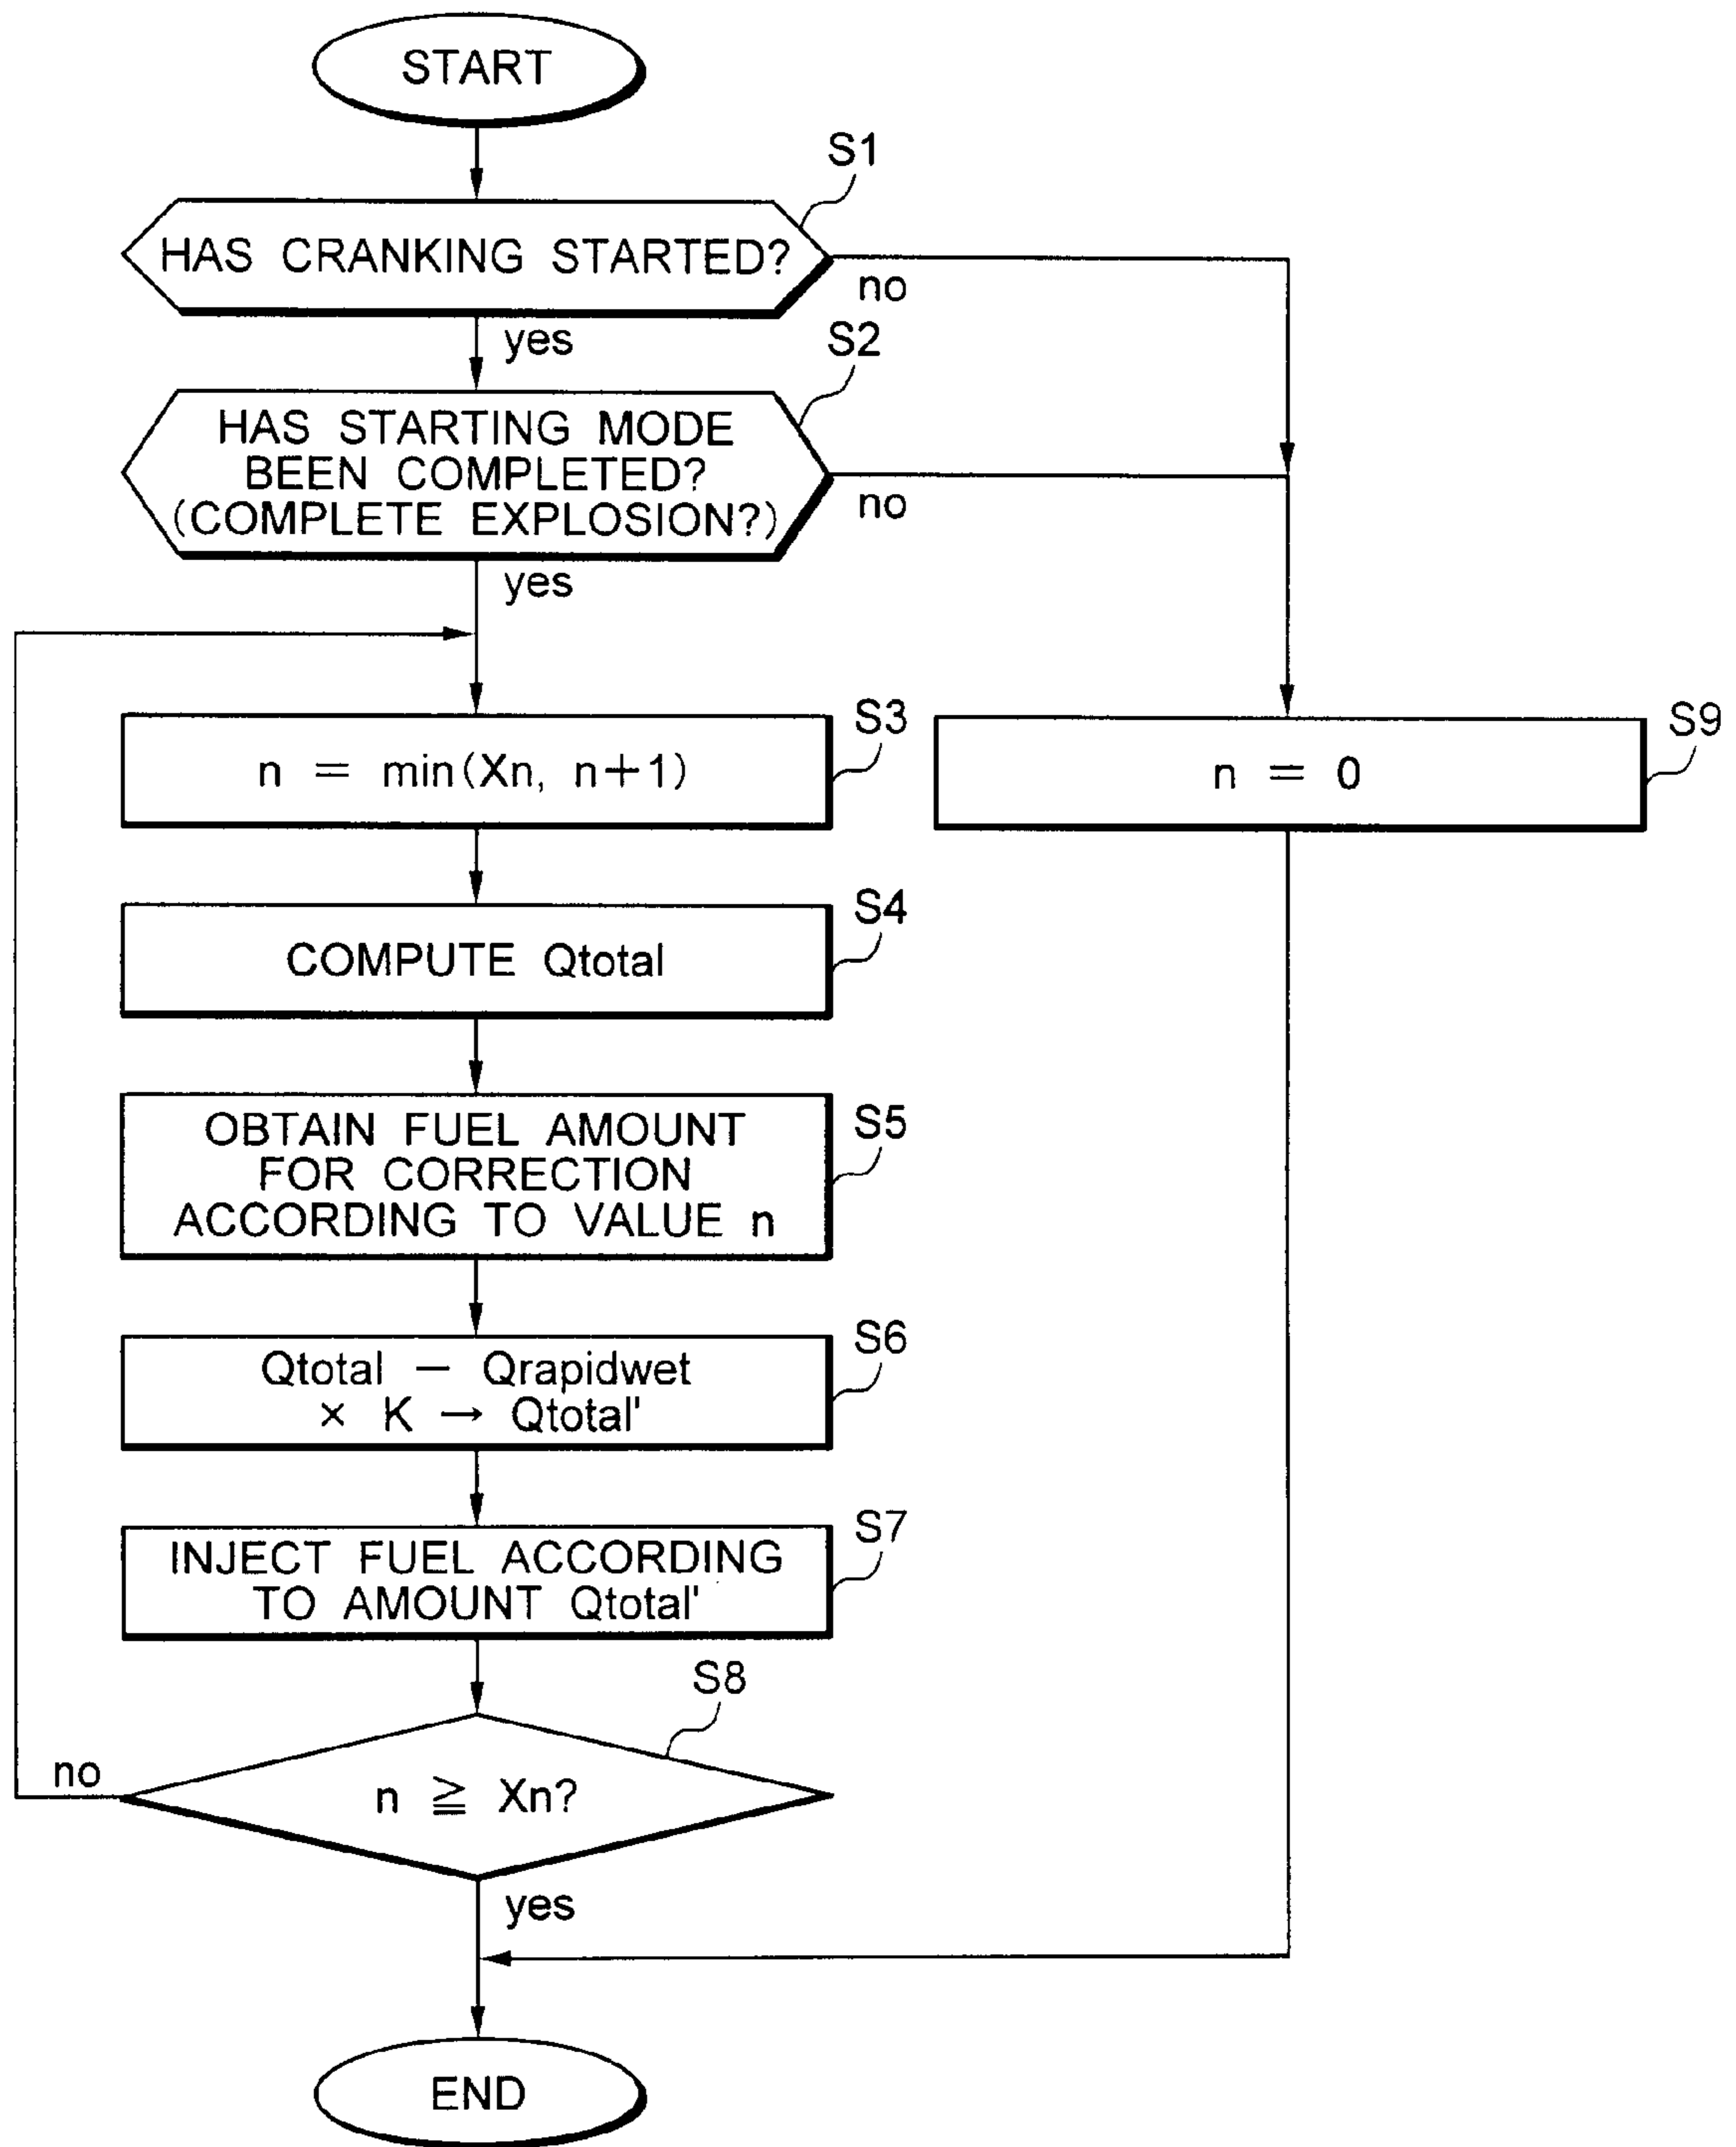 START
S1
HAS CRANKING STARTED?
no
yes
S2
HAS STARTING MODE
BEEN COMPLETED?
(COMPLETE EXPLOSION?)
no
yes
S3
n = min(Xn, n+1)
S9
n = 0
S4
COMPUTE Qtotal
S5
OBTAIN FUEL AMOUNT
FOR CORRECTION
ACCORDING TO VALUE n
S6
Qtotal − Qrapidwet
× K → Qtotal'
S7
INJECT FUEL ACCORDING
TO AMOUNT Qtotal'
S8
no
n ≧ Xn?
yes
END